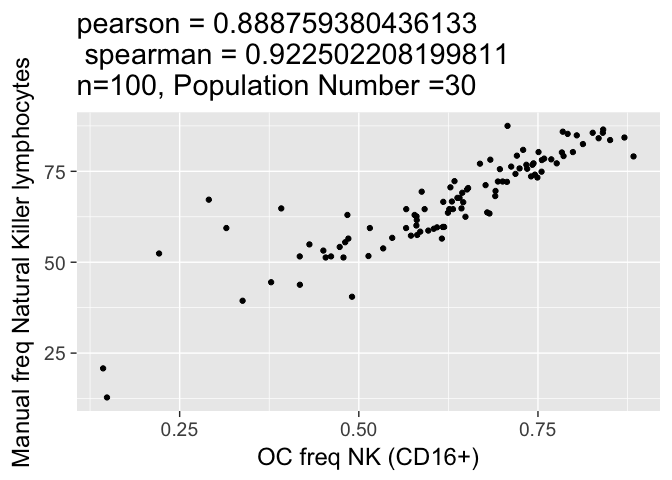 pearson = 0.888759380436133
spearman = 0.922502208199811
n=100, Population Number =30
Manual freq Natural Killer lymphocytes
75
50
25
0.25 0.50 0.75
OC freq NK (CD16+)